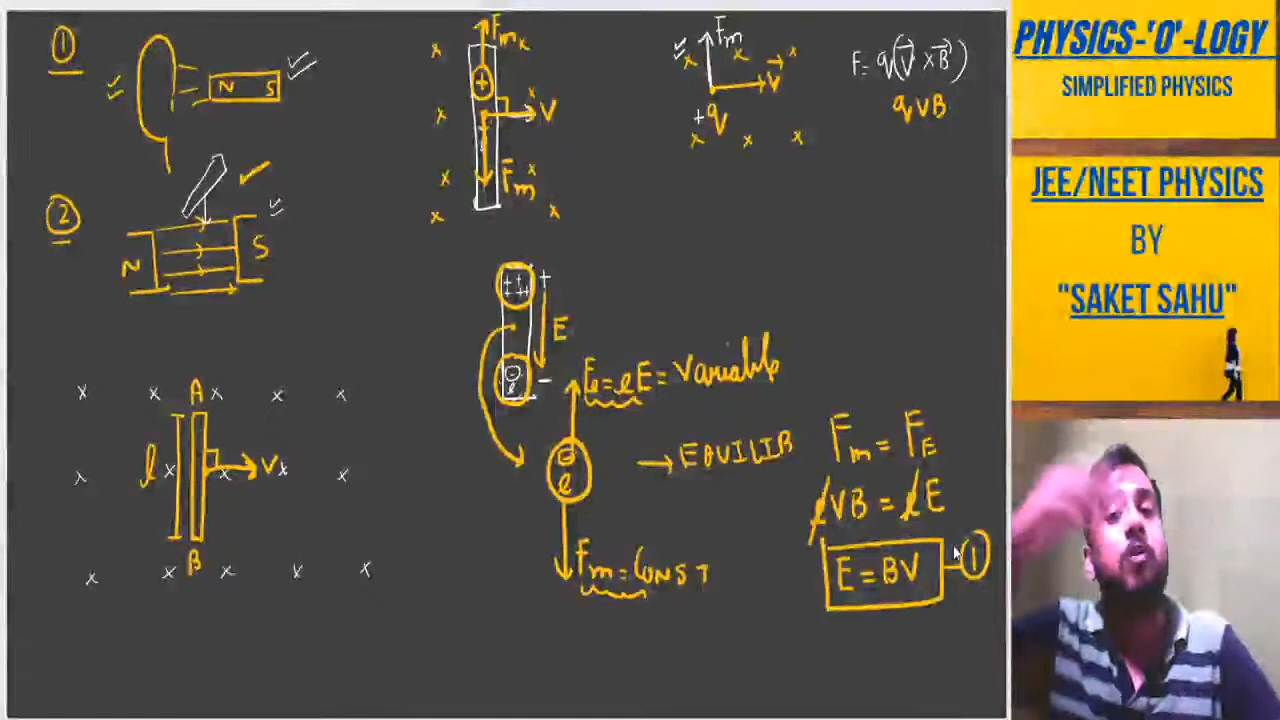 ①
N S
②
N S
A
l
V
B
Fm
+
V
Fm
Fm
V
+q
F = q(V × B)
qVB
++
++
+
E
-
e
-
Fe = eE = Variable
-
e
Fm = CONST
→ EQUILIB
Fm = FE
eVB = eE
E = BV —①
PHYSICS-'O'-LOGY
SIMPLIFIED PHYSICS
JEE/NEET PHYSICS
BY
"SAKET SAHU"